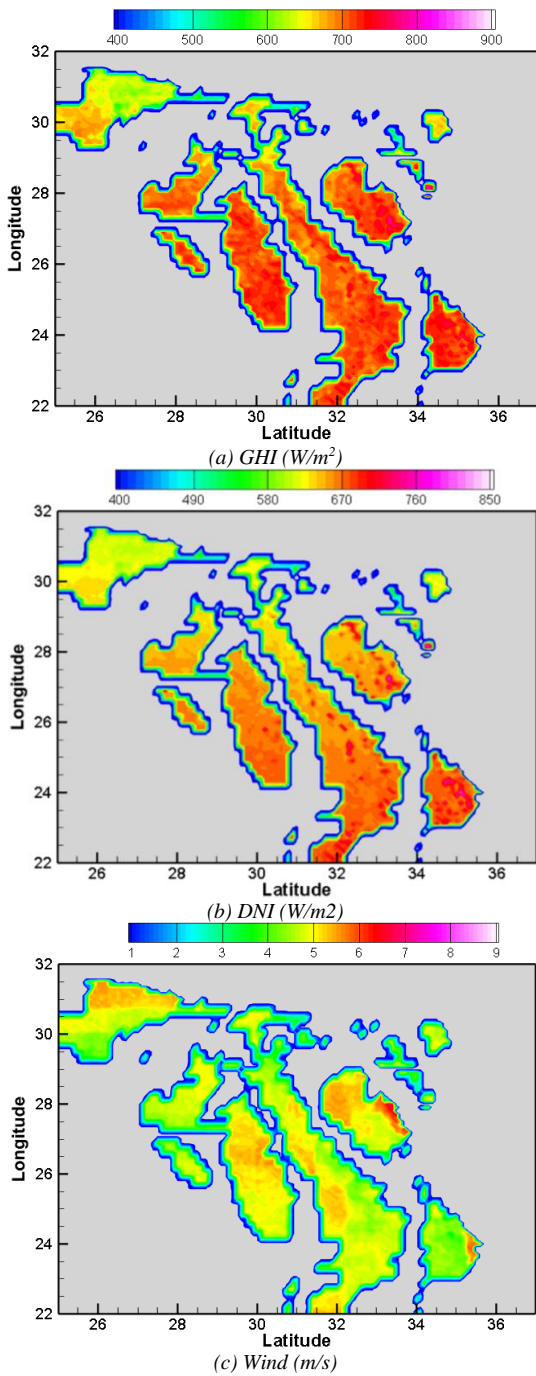 400 500 600 700 800 900
32
30
28
26
24
22
Longitude
26 28 30 32 34 36
Latitude
(a) GHI (W/m²)
400 490 580 670 760 850
32
30
28
26
24
22
Longitude
26 28 30 32 34 36
Latitude
(b) DNI (W/m2)
1 2 3 4 5 6 7 8 9
32
30
28
26
24
22
Longitude
26 28 30 32 34 36
Latitude
(c) Wind (m/s)